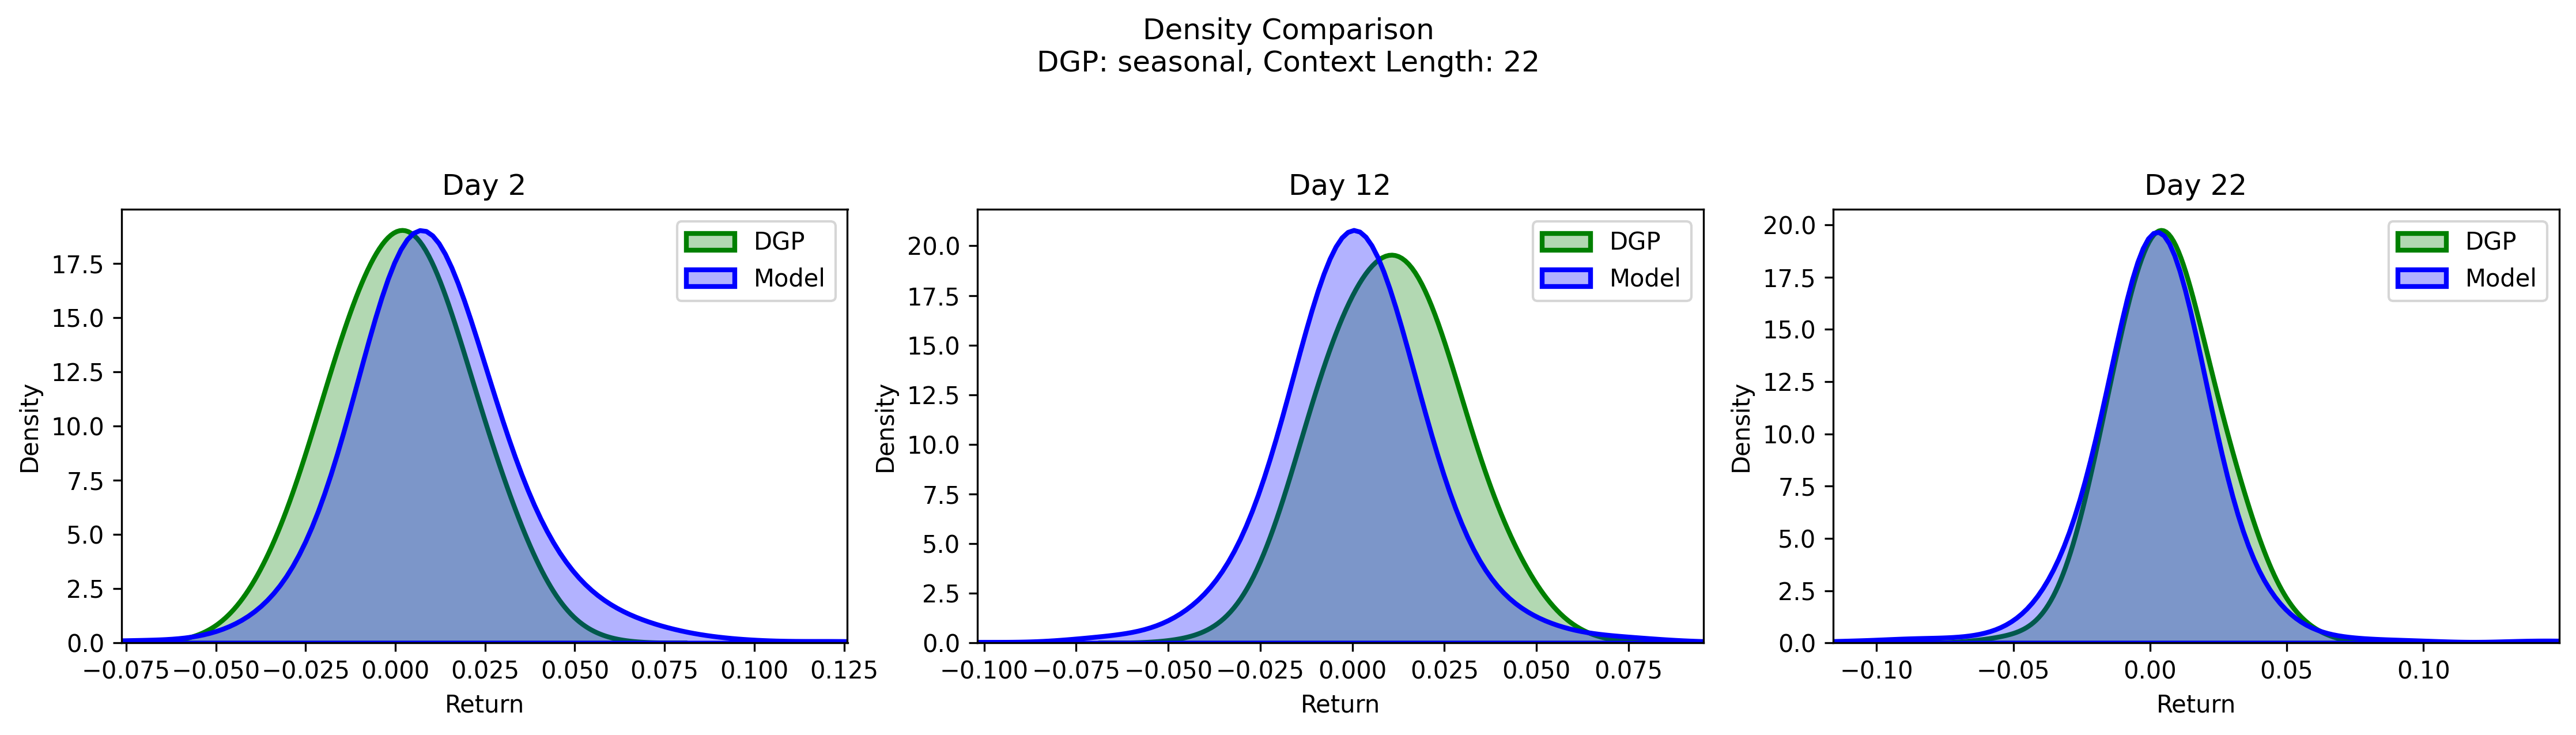 Density Comparison
DGP: seasonal, Context Length: 22
Day 2
DGP
Model
Density
17.5
15.0
12.5
10.0
7.5
5.0
2.5
0.0
−0.075 −0.050 −0.025 0.000 0.025 0.050 0.075 0.100 0.125
Return
Day 12
DGP
Model
Density
20.0
17.5
15.0
12.5
10.0
7.5
5.0
2.5
0.0
−0.100 −0.075 −0.050 −0.025 0.000 0.025 0.050 0.075
Return
Day 22
DGP
Model
Density
20.0
17.5
15.0
12.5
10.0
7.5
5.0
2.5
0.0
−0.10 −0.05 0.00 0.05 0.10
Return